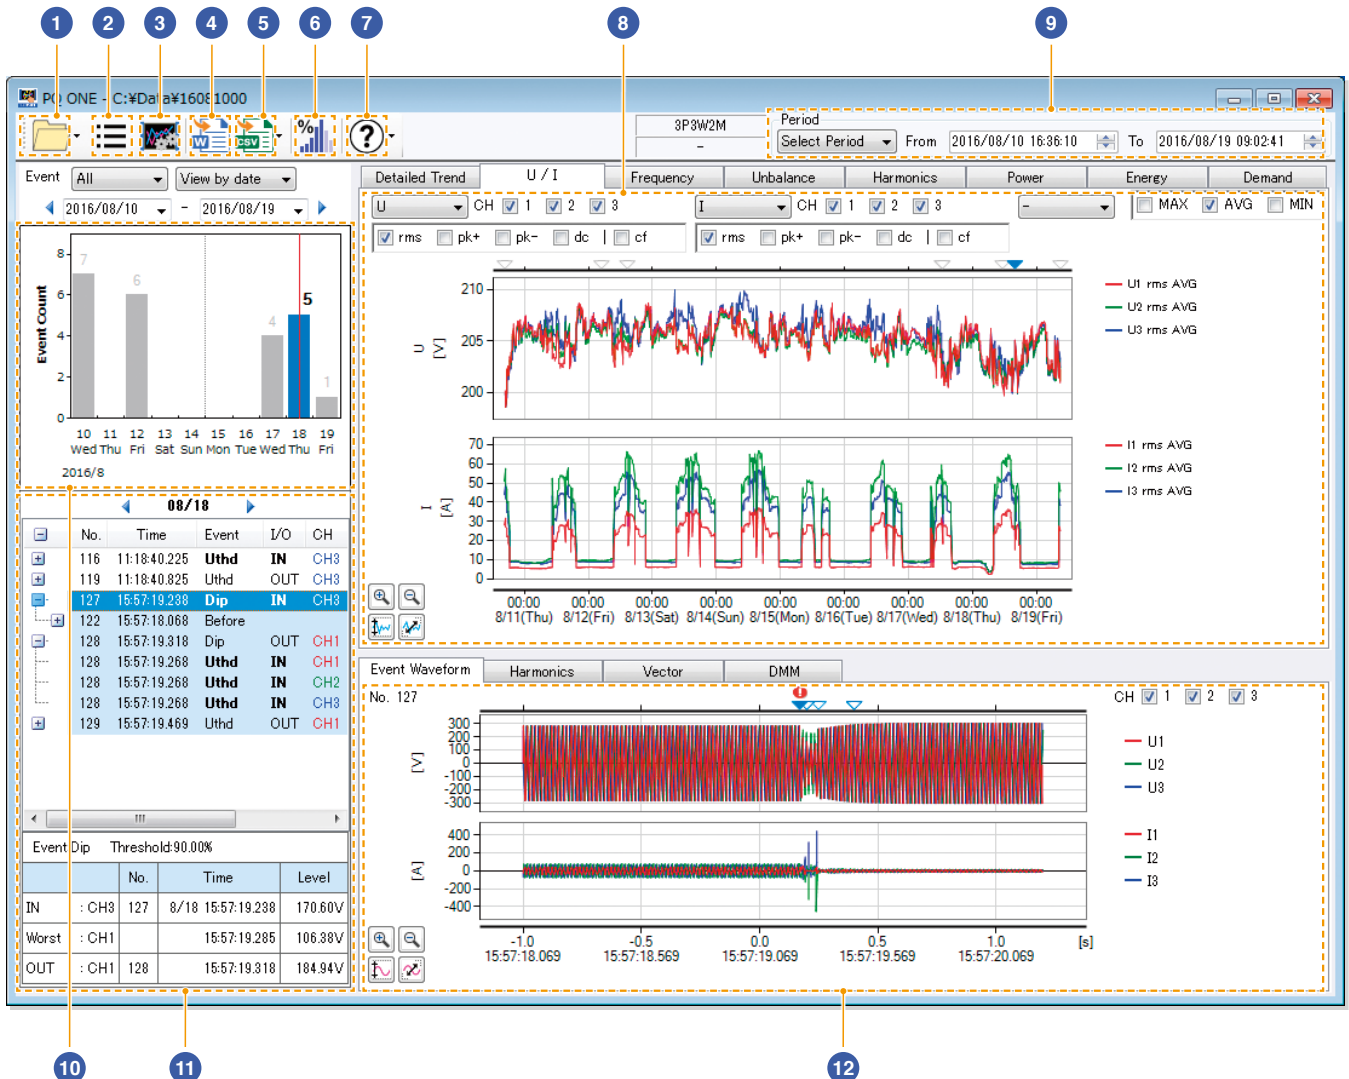 1 2 3 4 5 6 7 8 9
PQ ONE - C:¥Data¥16081000
W CSV % ?
3P3W2M
-
Period
Select Period From 2016/08/10 16:36:10 To 2016/08/19 09:02:41
Event All View by date
2016/08/10 - 2016/08/19
Event Count
8
6
4
2
0
7 6 4 5 1
10 11 12 13 14 15 16 17 18 19
Wed Thu Fri Sat Sun Mon Tue Wed Thu Fri
2016/8
08/18
No. Time Event I/O CH
116 11:18:40.225 Uthd IN CH3
119 11:18:40.825 Uthd OUT CH3
127 15:57:19.238 Dip IN CH3
122 15:57:18.068 Before
128 15:57:19.318 Dip OUT CH1
128 15:57:19.268 Uthd IN CH1
128 15:57:19.268 Uthd IN CH2
128 15:57:19.268 Uthd IN CH3
129 15:57:19.469 Uthd OUT CH1
Event:Dip Threshold:90.00%
No. Time Level
IN : CH3 127 8/18 15:57:19.238 170.60V
Worst : CH1 15:57:19.285 106.38V
OUT : CH1 128 15:57:19.318 184.94V
Detailed Trend U / I Frequency Unbalance Harmonics Power Energy Demand
U CH 1 2 3 I CH 1 2 3 - MAX AVG MIN
rms pk+ pk- dc | cf rms pk+ pk- dc | cf
U
[V]
210
205
200
U1 rms AVG
U2 rms AVG
U3 rms AVG
I
[A]
70
60
50
40
30
20
10
0
I1 rms AVG
I2 rms AVG
I3 rms AVG
00:00 00:00 00:00 00:00 00:00 00:00 00:00 00:00 00:00
8/11(Thu) 8/12(Fri) 8/13(Sat) 8/14(Sun) 8/15(Mon) 8/16(Tue) 8/17(Wed) 8/18(Thu) 8/19(Fri)
Event Waveform Harmonics Vector DMM
No. 127
CH 1 2 3
[V]
300
200
100
0
-100
-200
-300
U1
U2
U3
[A]
400
200
0
-200
-400
I1
I2
I3
-1.0 -0.5 0.0 0.5 1.0 [s]
15:57:18.069 15:57:18.569 15:57:19.069 15:57:19.569 15:57:20.069
10 11 12